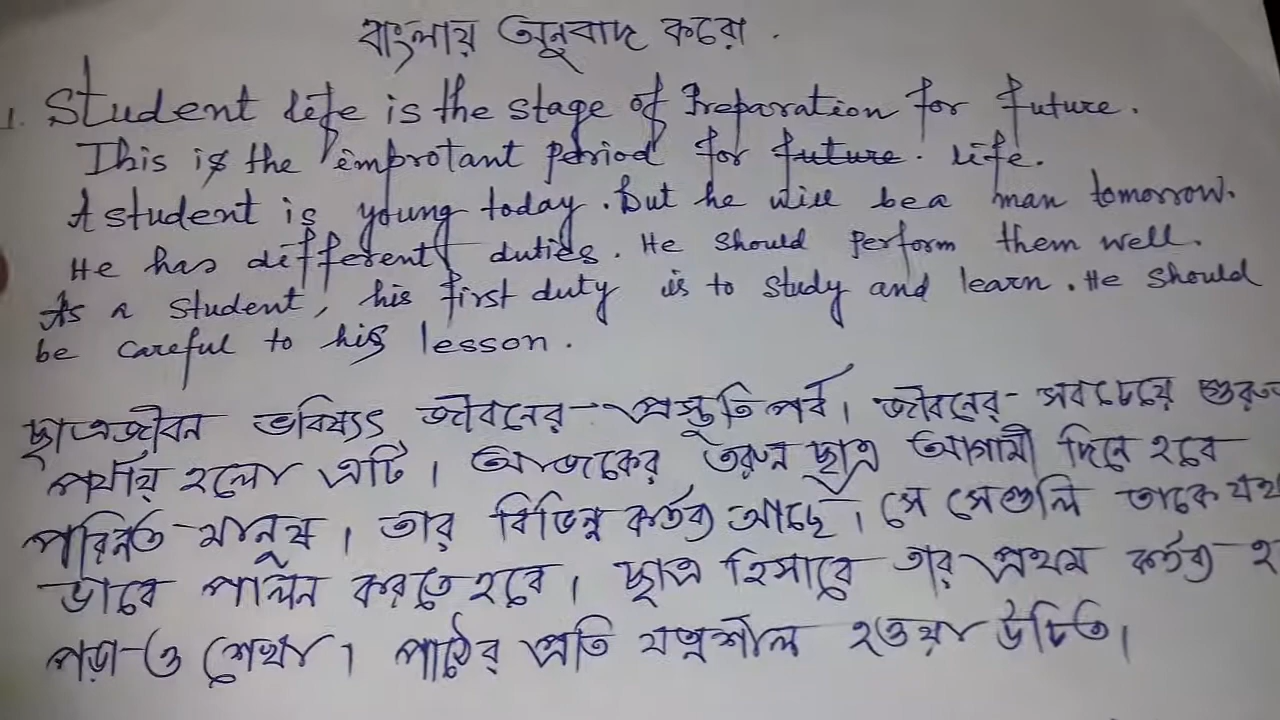 বাংলায় অনুবাদ করো.
1. Student life is the stage of Preparation for future.
This is the improtant period for future. life.
A student is young today. But he will be a man tomorrow.
He has different duties. He should perform them well.
As a student, his first duty is to study and learn. He should
be careful to his lesson.
ছাত্রজীবন ভবিষ্যৎ জীবনের প্রস্তুতি পর্ব। জীবনের সবচেয়ে
পর্যায় হলো এটি। আজকের তরুন ছাত্র আগামী দিনে হবে
পরিনত মানুষ। তার বিভিন্ন কর্তব্য আছে। সে সেগুলি তাকে
ভাবে পালন করতে হবে। ছাত্র হিসাবে তার প্রথম কর্তব্য
পড়া ও শেখা। পাঠের প্রতি যত্নশীল হওয়া উচিত।